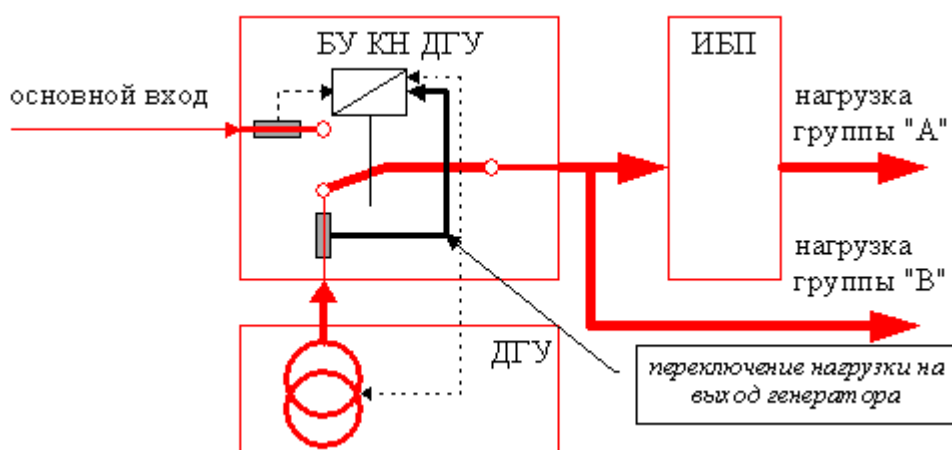 БУ КН ДГУ
ИБП
основной вход
нагрузка
группы "А"
нагрузка
группы "В"
ДГУ
переключение нагрузки на
выход генератора